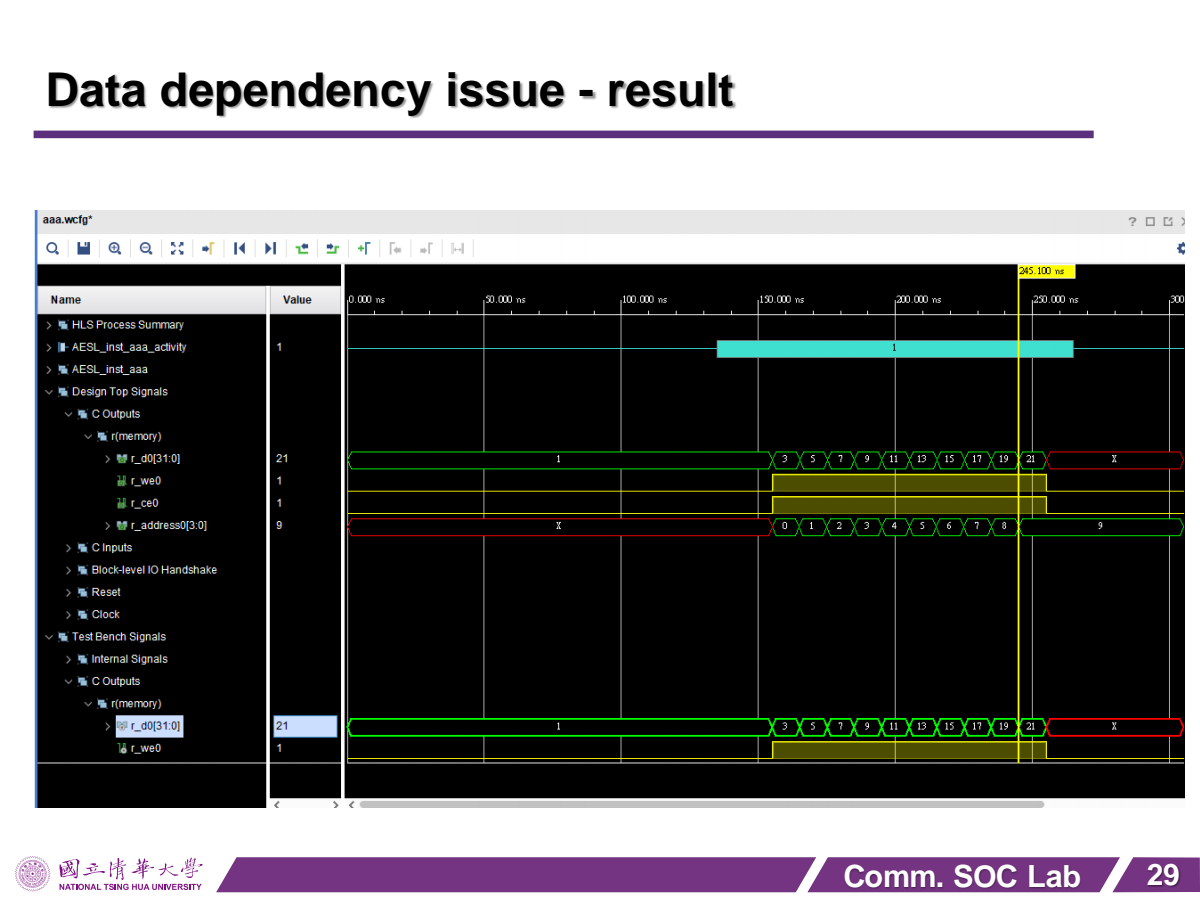 Data dependency issue - result
aaa.wcfg*
245.100 ns
Name Value 0.000 ns 50.000 ns 100.000 ns 150.000 ns 200.000 ns 250.000 ns 300
HLS Process Summary
AESL_inst_aaa_activity 1 1
AESL_inst_aaa
Design Top Signals
C Outputs
r(memory)
r_d0[31:0] 21 1 3 5 7 9 11 13 15 17 19 21 X
r_we0 1
r_ce0 1
r_address0[3:0] 9 X 0 1 2 3 4 5 6 7 8 9
C Inputs
Block-level IO Handshake
Reset
Clock
Test Bench Signals
Internal Signals
C Outputs
r(memory)
r_d0[31:0] 21 1 3 5 7 9 11 13 15 17 19 21 X
r_we0 1
國立清華大學
NATIONAL TSING HUA UNIVERSITY
Comm. SOC Lab 29